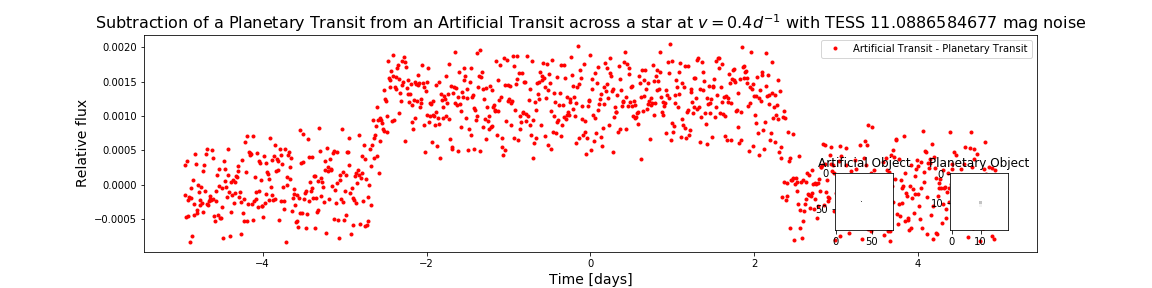 Subtraction of a Planetary Transit from an Artificial Transit across a star at v = 0.4d⁻¹ with TESS 11.0886584677 mag noise
Artificial Transit - Planetary Transit
Relative flux
0.0020
0.0015
0.0010
0.0005
0.0000
−0.0005
Artificial Object
0
50
0 50
Planetary Object
0
10
0 10
−4 −2 0 2 4
Time [days]